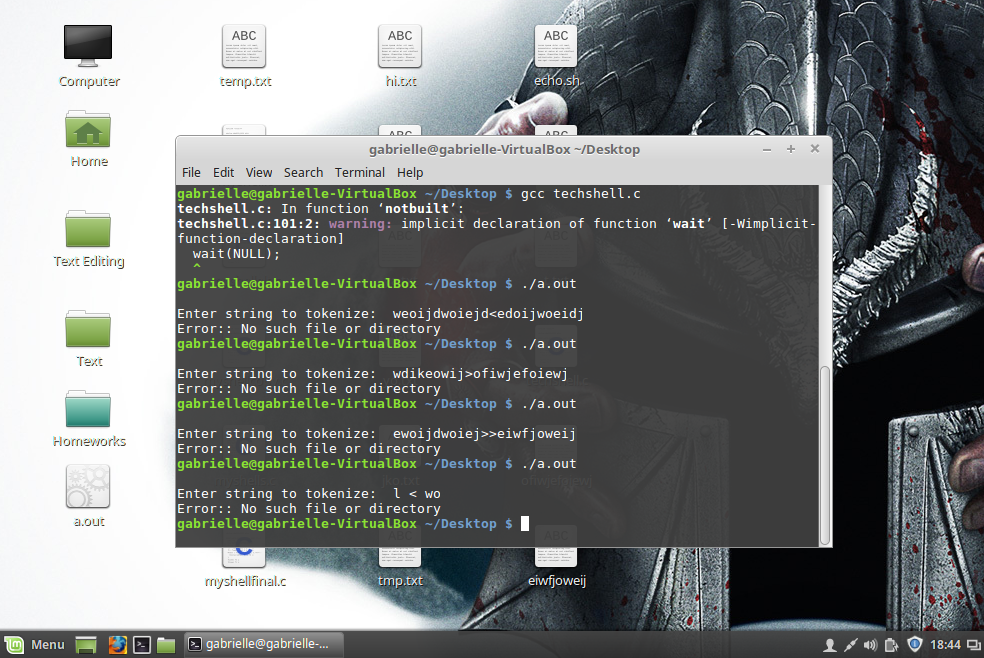 Computer
ABC
temp.txt
ABC
hi.txt
ABC
echo.sh
Home
ABC
ABC
Text Editing
Text
Homeworks
a.out
gabrielle@gabrielle-VirtualBox ~/Desktop
File Edit View Search Terminal Help
gabrielle@gabrielle-VirtualBox ~/Desktop $ gcc techshell.c
techshell.c: In function ‘notbuilt’:
techshell.c:101:2: warning: implicit declaration of function ‘wait’ [-Wimplicit-
function-declaration]
wait(NULL);
^
gabrielle@gabrielle-VirtualBox ~/Desktop $ ./a.out
Enter string to tokenize: weoijdwoiejd<edoijwoeidj
Error:: No such file or directory
gabrielle@gabrielle-VirtualBox ~/Desktop $ ./a.out
Enter string to tokenize: wdikeowij>ofiwjefoiewj
Error:: No such file or directory
gabrielle@gabrielle-VirtualBox ~/Desktop $ ./a.out
Enter string to tokenize: ewoijdwoiej>>eiwfjoweij
Error:: No such file or directory
gabrielle@gabrielle-VirtualBox ~/Desktop $ ./a.out
Enter string to tokenize: l < wo
Error:: No such file or directory
gabrielle@gabrielle-VirtualBox ~/Desktop $
C
myshellfinal.c
tmp.txt
eiwfjoweij
Menu
gabrielle@gabrielle-...
18:44